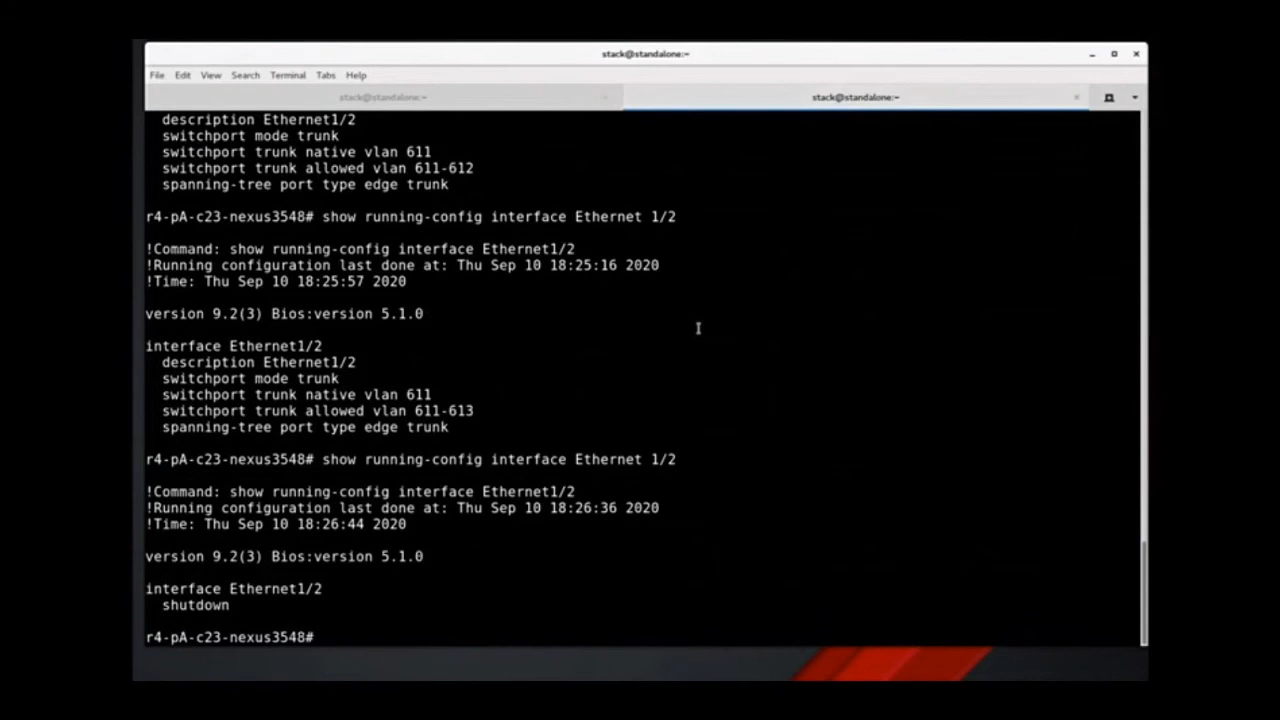 stack@standalone:~
File Edit View Search Terminal Tabs Help
stack@standalone:~ stack@standalone:~
description Ethernet1/2
switchport mode trunk
switchport trunk native vlan 611
switchport trunk allowed vlan 611-612
spanning-tree port type edge trunk
r4-pA-c23-nexus3548# show running-config interface Ethernet 1/2
!Command: show running-config interface Ethernet1/2
!Running configuration last done at: Thu Sep 10 18:25:16 2020
!Time: Thu Sep 10 18:25:57 2020
version 9.2(3) Bios:version 5.1.0
interface Ethernet1/2
description Ethernet1/2
switchport mode trunk
switchport trunk native vlan 611
switchport trunk allowed vlan 611-613
spanning-tree port type edge trunk
r4-pA-c23-nexus3548# show running-config interface Ethernet 1/2
!Command: show running-config interface Ethernet1/2
!Running configuration last done at: Thu Sep 10 18:26:36 2020
!Time: Thu Sep 10 18:26:44 2020
version 9.2(3) Bios:version 5.1.0
interface Ethernet1/2
shutdown
r4-pA-c23-nexus3548#